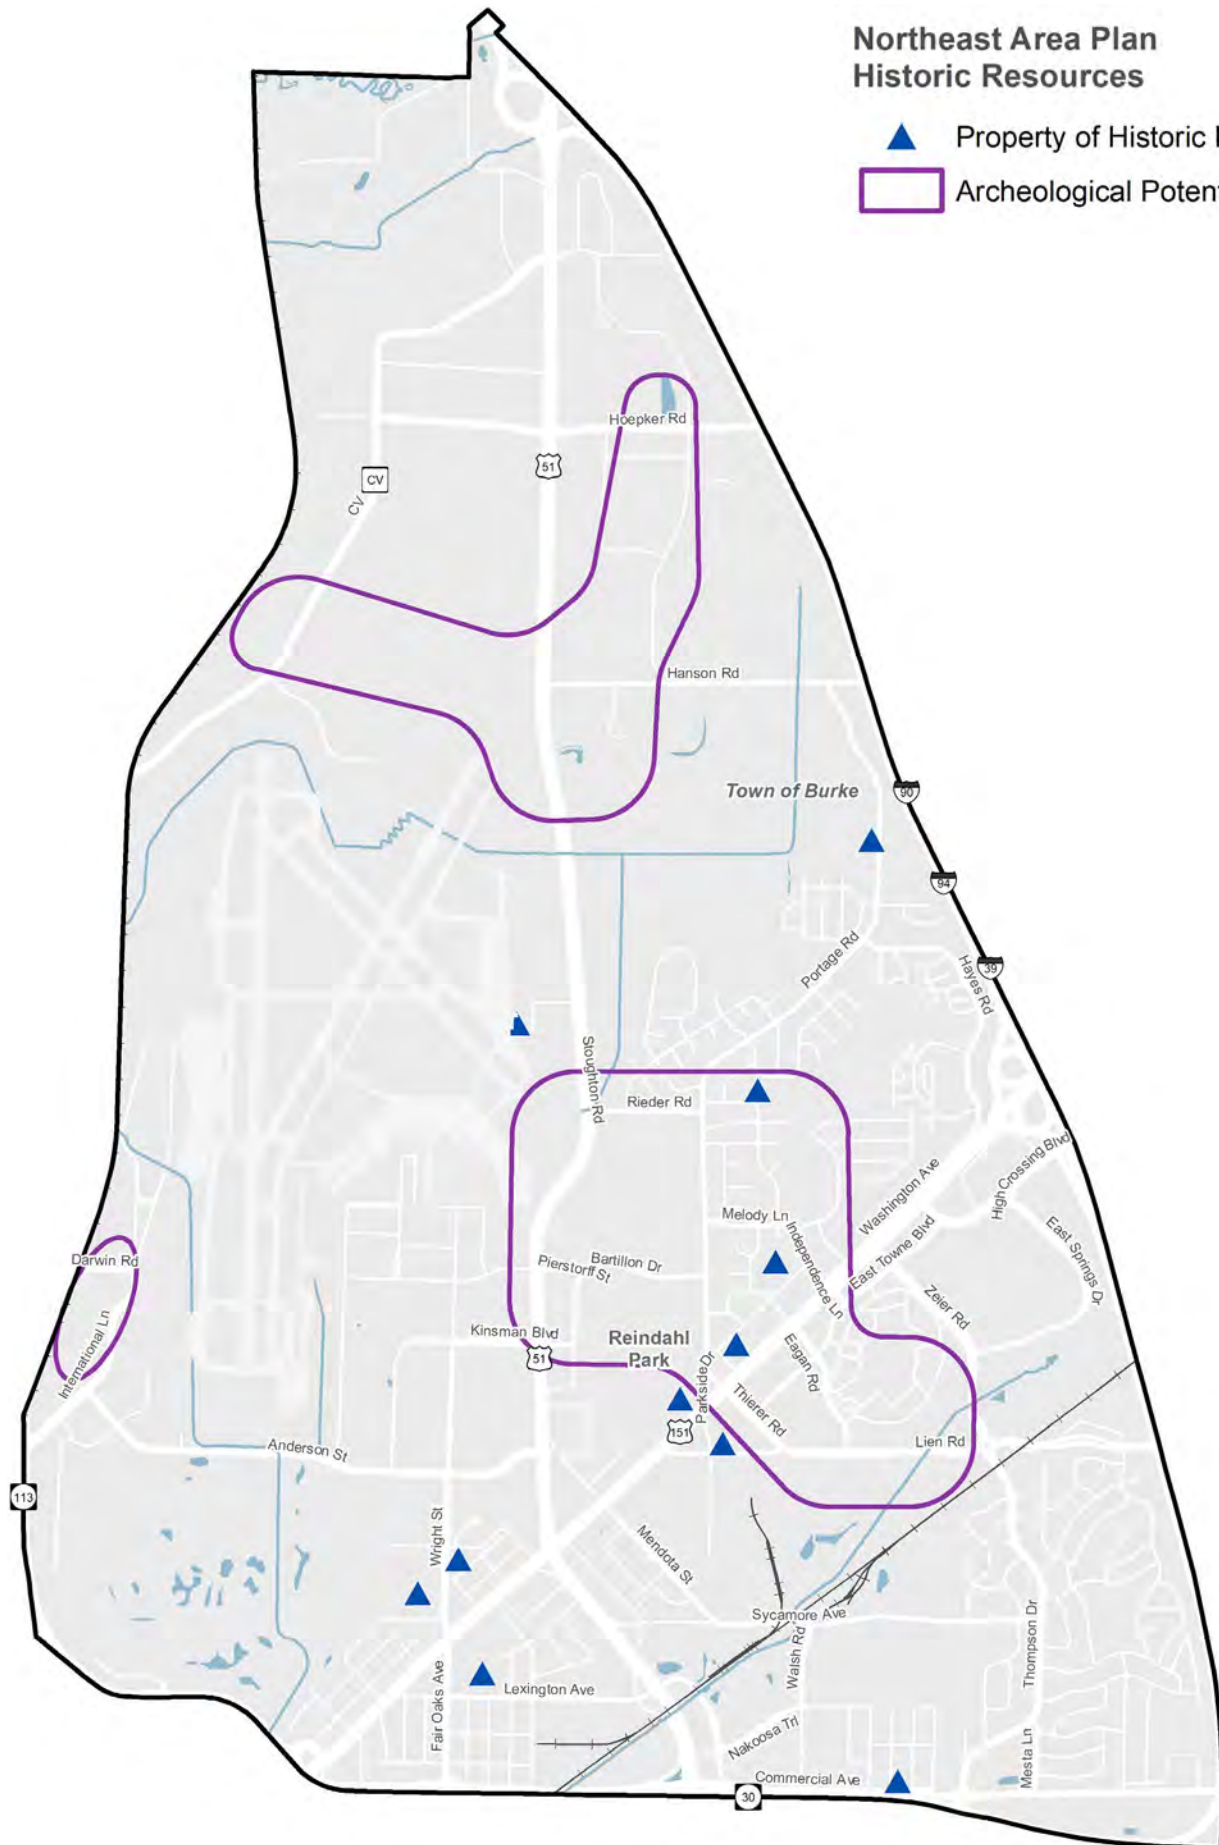 Northeast Area Plan
Historic Resources
Property of Historic
Archeological Poten
Hoepker Rd
51
CV
CV
Hanson Rd
Town of Burke
90
94
Portage Rd
39
Hayes Rd
Stoughton Rd
Rieder Rd
High Crossing Blvd
Washington Ave
Melody Ln
Independence Ln
East Towne Blvd
East Springs Dr
Darwin Rd
Bartillon Dr
Pierstorff St
Zeier Rd
International Ln
Kinsman Blvd
Reindahl
Park
51
Eagan Rd
Parkside Dr
Thierer Rd
151
Lien Rd
Anderson St
113
Wright St
Mendota St
Sycamore Ave
Walsh Rd
Thompson Dr
Fair Oaks Ave
Lexington Ave
Nakoosa Trl
Mesta Ln
Commercial Ave
30